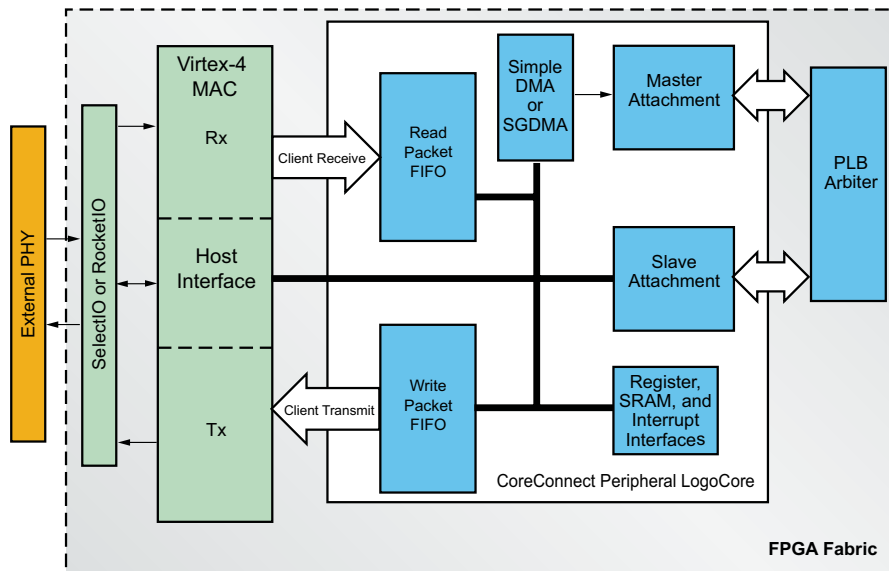 External PHY
SelectIO or RocketIO
Virtex-4
MAC
Rx
Host
Interface
Tx
Client Receive
Client Transmit
Read
Packet
FIFO
Write
Packet
FIFO
Simple
DMA
or
SGDMA
Master
Attachment
Slave
Attachment
Register,
SRAM, and
Interrupt
Interfaces
CoreConnect Peripheral LogoCore
PLB
Arbiter
FPGA Fabric